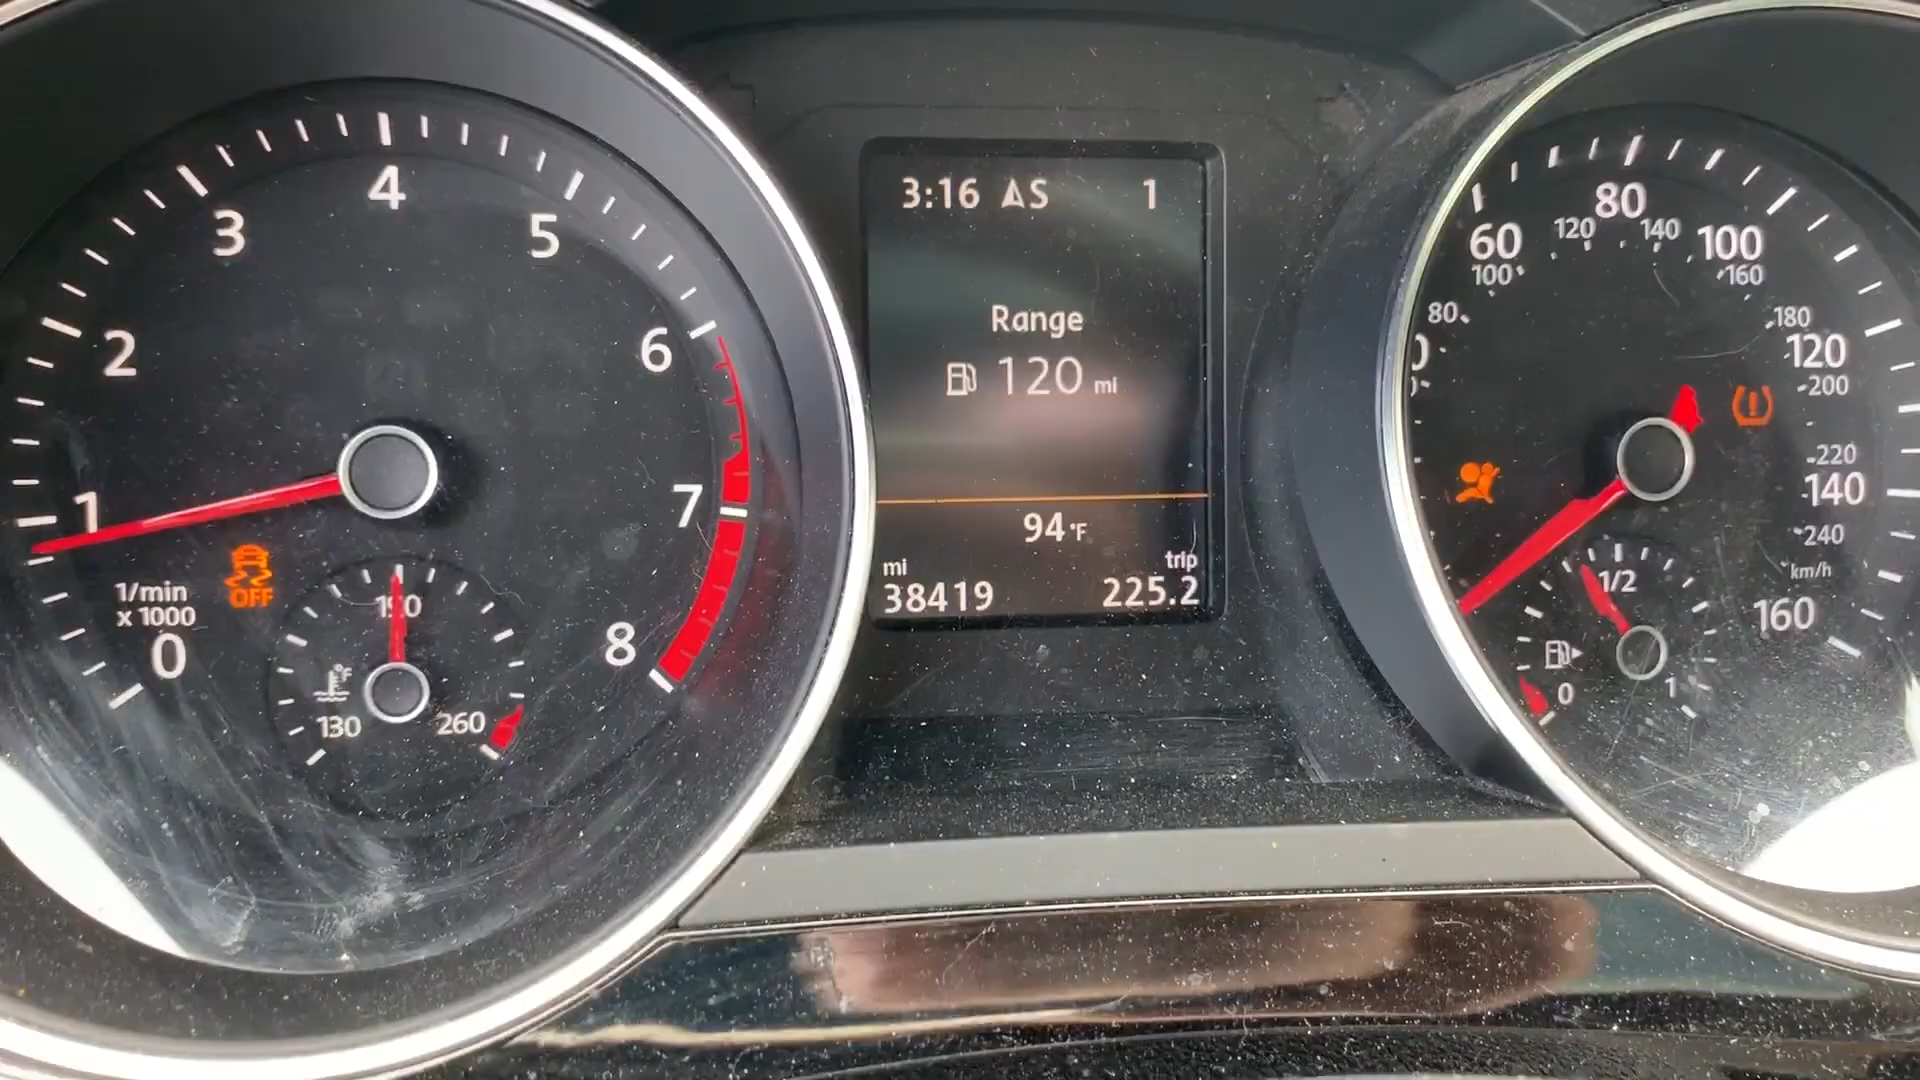 0
1
2
3
4
5
6
7
8
1/min
x 1000
OFF
190
°F
130
260
3:16 AS 1
Range
120 mi
94°F
mi
38419
trip
225.2
60
80
100
120
140
160
80
100
120
140
160
180
200
220
240
km/h
1/2
0
1